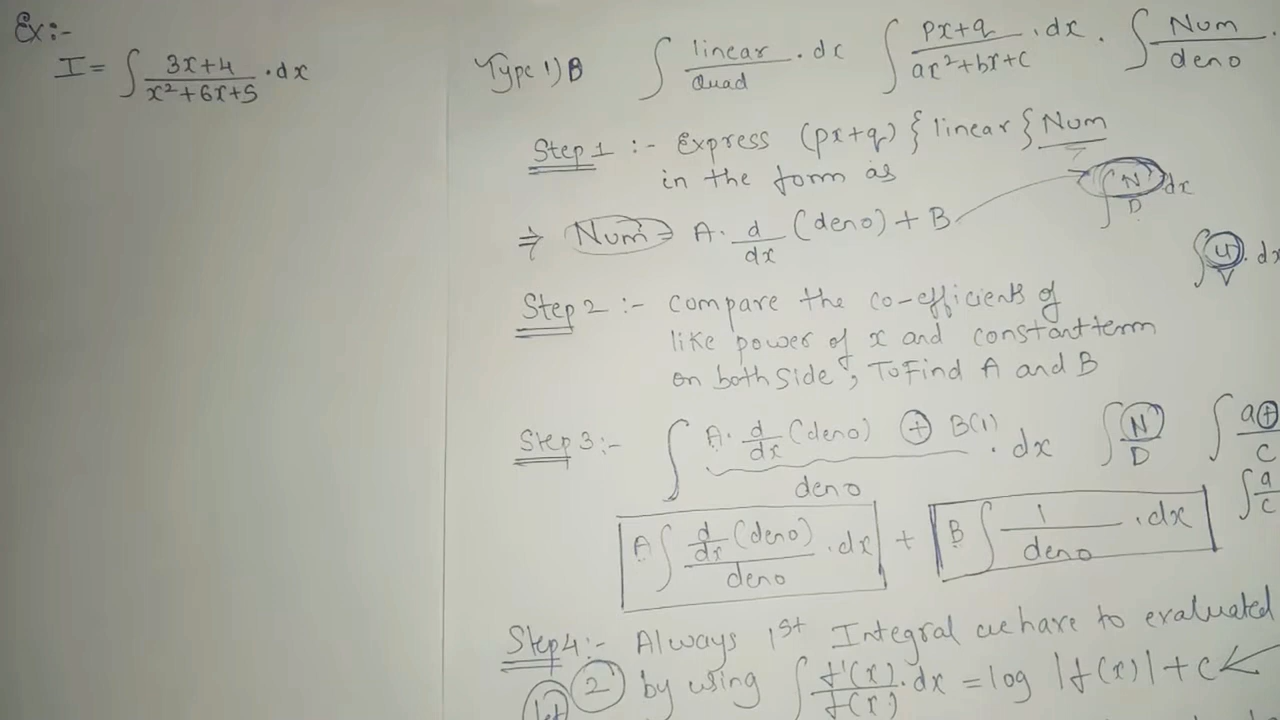 Ex:-
I = ∫ 3x+4 / x²+6x+5 · dx
Type 1) B ∫ linear / Quad · dx ∫ px+q / ax²+bx+c · dx · ∫ Num / deno ·
Step 1 :- Express (px+q) { linear } Num
in the form as
∫ N / D dx
⇒ Num = A · d/dx (deno) + B
∫ u / v · dx
Step 2 :- compare the co-efficients of
like power of x and constant term
on both side, To Find A and B
Step 3 :- ∫ A · d/dx (deno) + B(1) / deno · dx ∫ N / D ∫ a + / c
∫ a / c
A ∫ d/dx (deno) / deno · dx + B ∫ 1 / deno · dx
Step 4 :- Always 1st Integral we have to evaluated
2 by using ∫ f'(x) / f(x) · dx = log |f(x)| + c